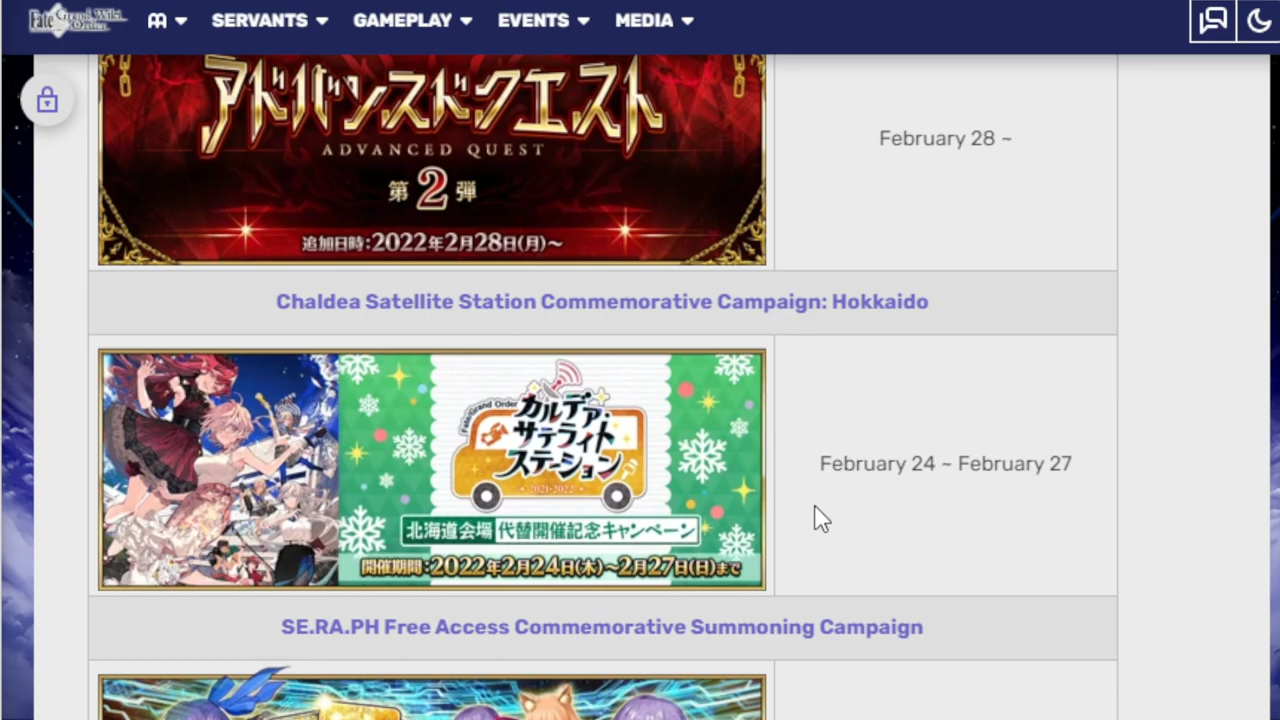 Fate Grand Wiki
Order
SERVANTS
GAMEPLAY
EVENTS
MEDIA
アドバンスドクエスト
ADVANCED QUEST
第2弾
追加日時:2022年2月28日(月)~
February 28 ~
Chaldea Satellite Station Commemorative Campaign: Hokkaido
Fate/Grand Order
カルデア・
サテライト
ステーション
2021-2022
北海道会場 代替開催記念キャンペーン
開催期間:2022年2月24日(木)~2月27日(日)まで
February 24 ~ February 27
SE.RA.PH Free Access Commemorative Summoning Campaign